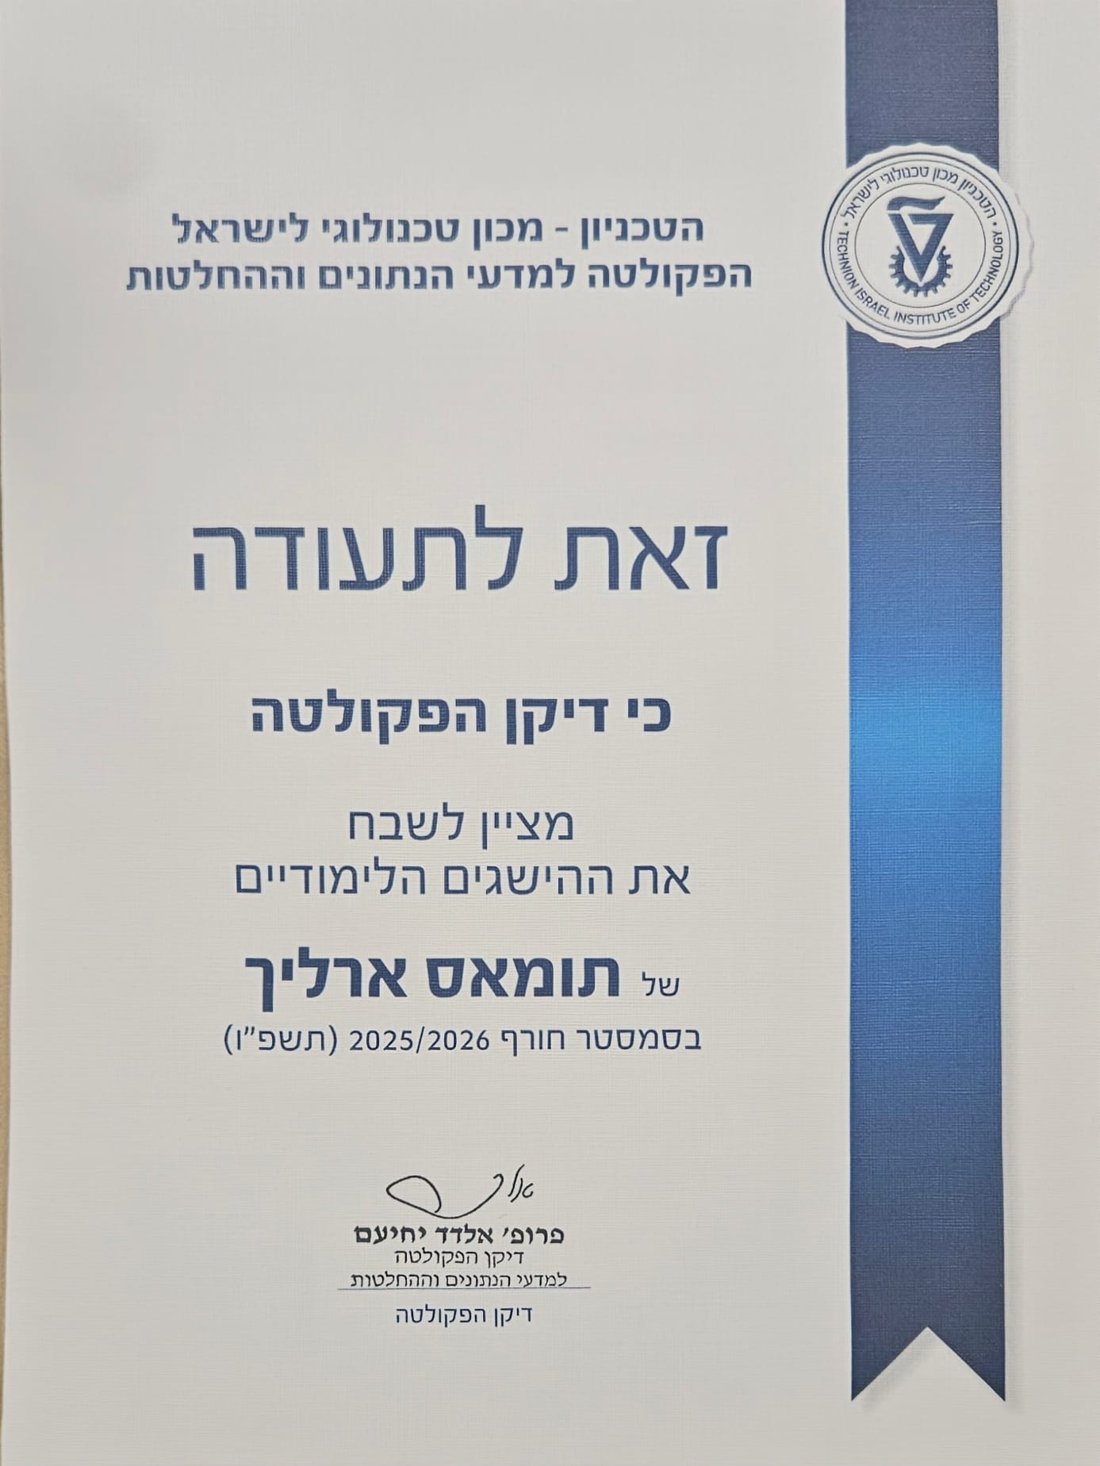 הטכניון - מכון טכנולוגי לישראל
הפקולטה למדעי הנתונים וההחלטות
הטכניון מכון טכנולוגי לישראל
TECHNION ISRAEL INSTITUTE OF TECHNOLOGY
זאת לתעודה
כי דיקן הפקולטה
מציין לשבח
את ההישגים הלימודיים
של תומאס ארליך
בסמסטר חורף 2025/2026 (תשפ"ו)
פרופ' אלדד יחיעם
דיקן הפקולטה
למדעי הנתונים וההחלטות
דיקן הפקולטה